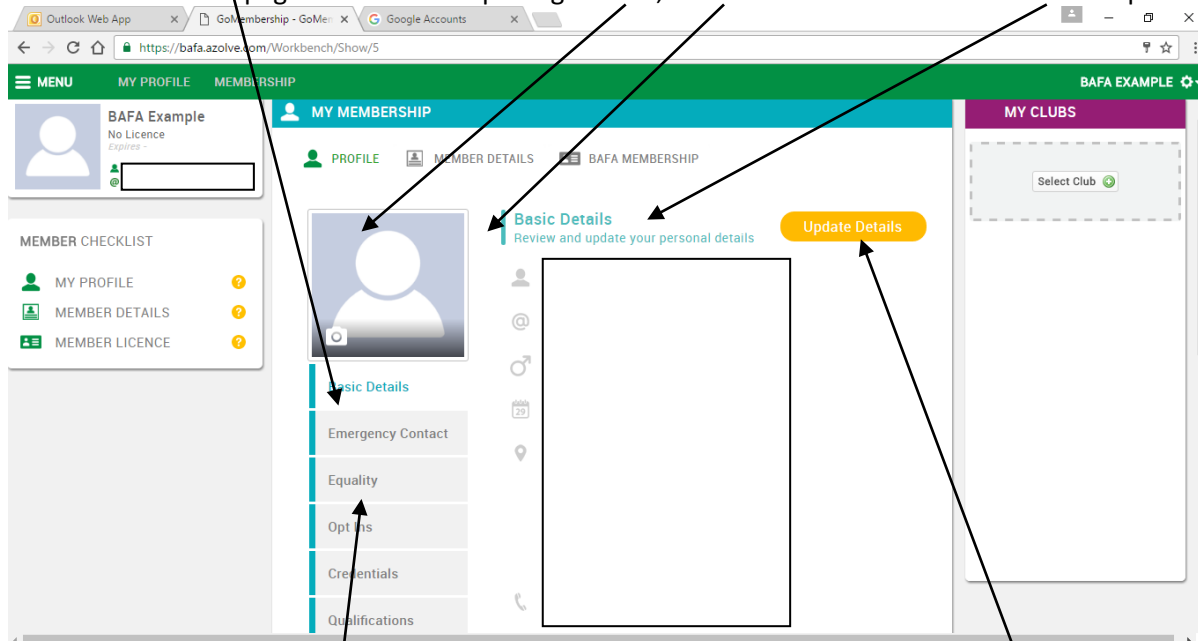 Outlook Web App
GoMembership - GoMem
Google Accounts
https://bafa.azolve.com/Workbench/Show/5
MENU MY PROFILE MEMBERSHIP BAFA EXAMPLE
BAFA Example
No Licence
Expires -
@
MEMBER CHECKLIST
MY PROFILE ?
MEMBER DETAILS ?
MEMBER LICENCE ?
MY MEMBERSHIP
PROFILE MEMBER DETAILS BAFA MEMBERSHIP
Basic Details
Review and update your personal details
Update Details
@
29
Basic Details
Emergency Contact
Equality
Opt Ins
Credentials
Qualifications
MY CLUBS
Select Club